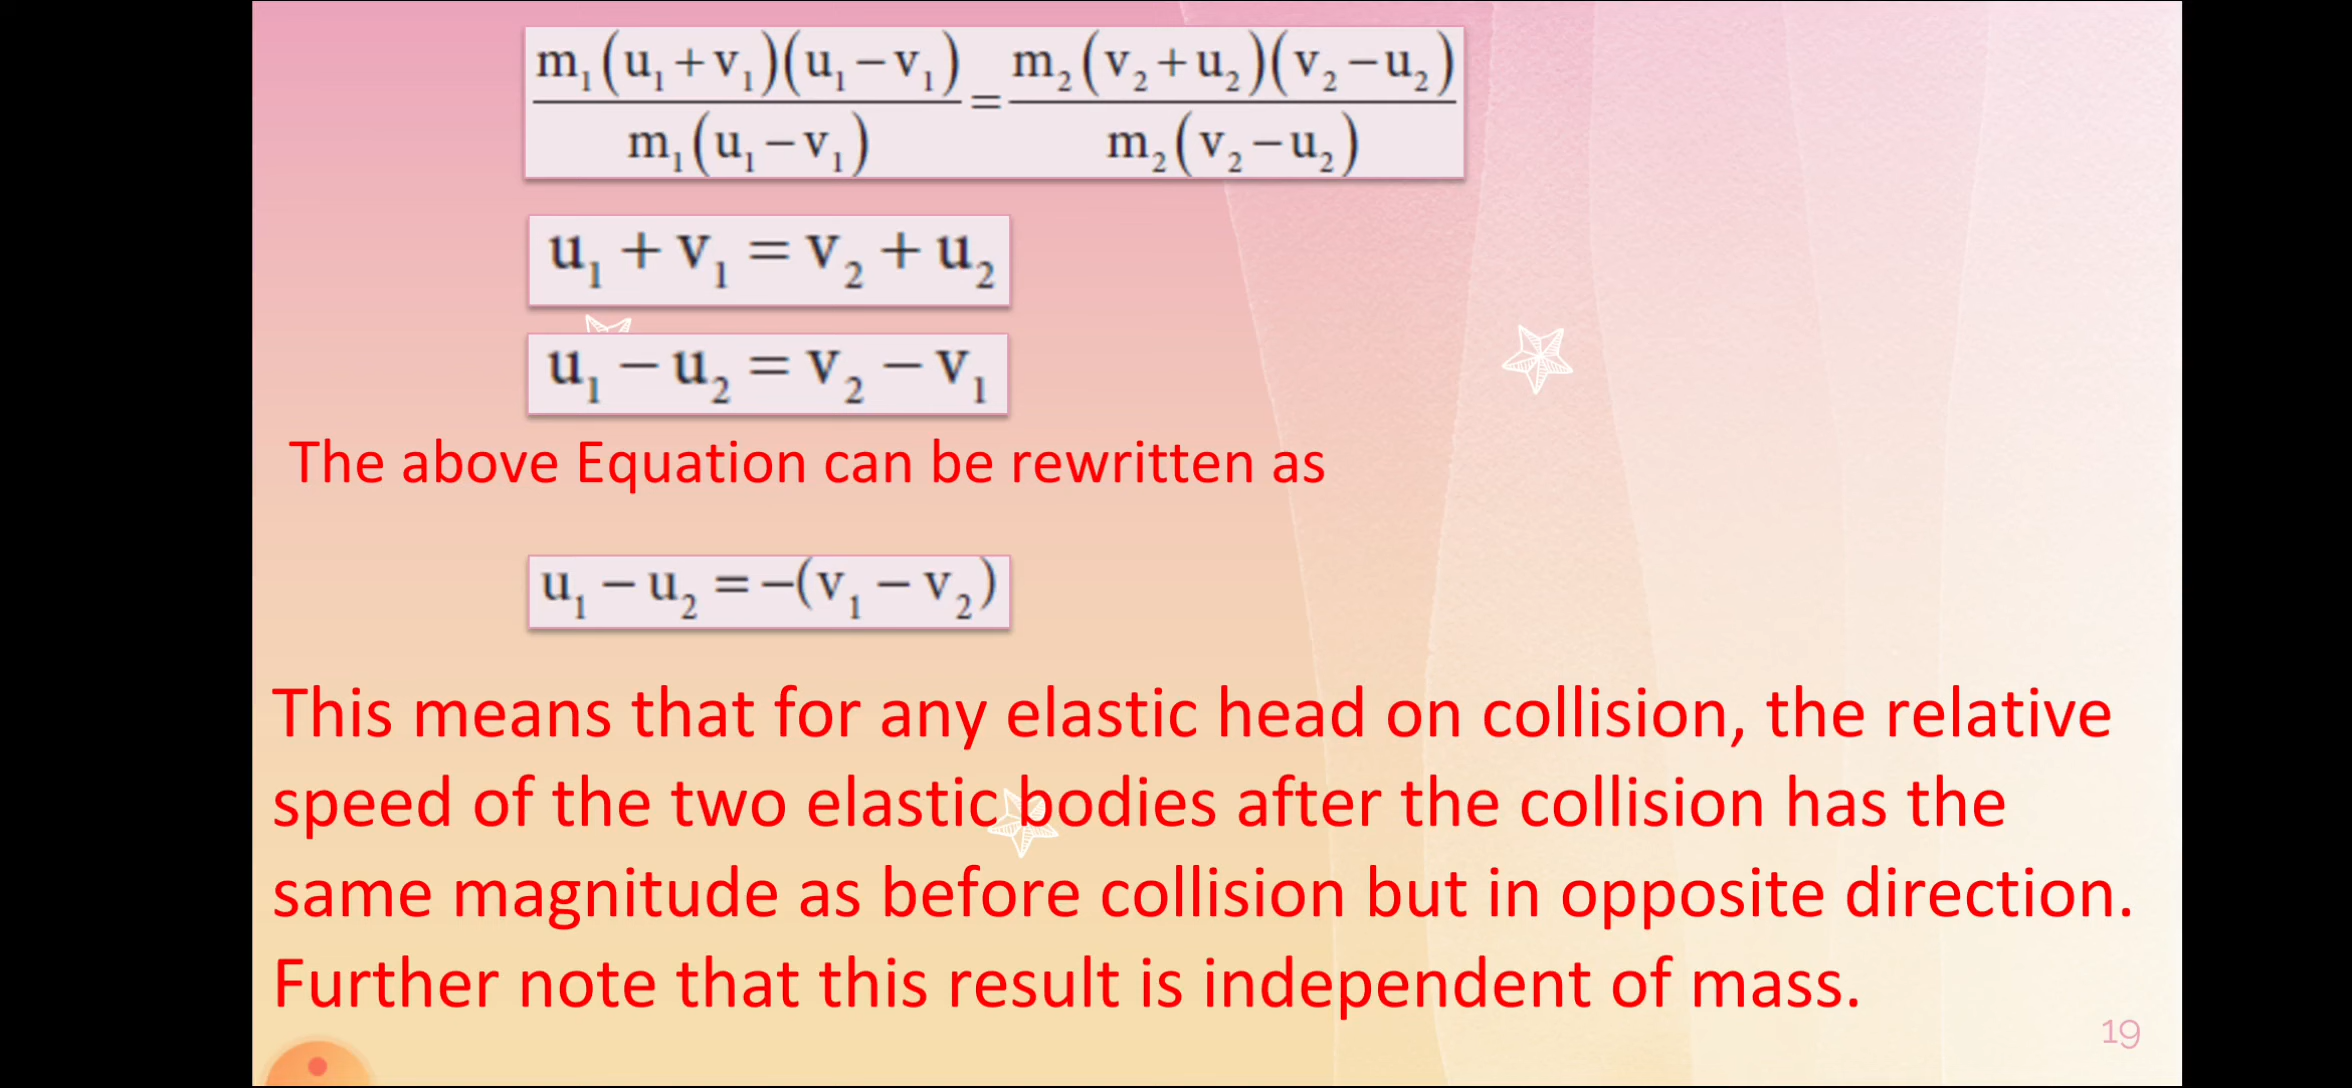 m₁(u₁+v₁)(u₁−v₁) / m₁(u₁−v₁) = m₂(v₂+u₂)(v₂−u₂) / m₂(v₂−u₂)
u₁ + v₁ = v₂ + u₂
u₁ − u₂ = v₂ − v₁
The above Equation can be rewritten as
u₁ − u₂ = −(v₁ − v₂)
This means that for any elastic head on collision, the relative
speed of the two elastic bodies after the collision has the
same magnitude as before collision but in opposite direction.
Further note that this result is independent of mass.
19